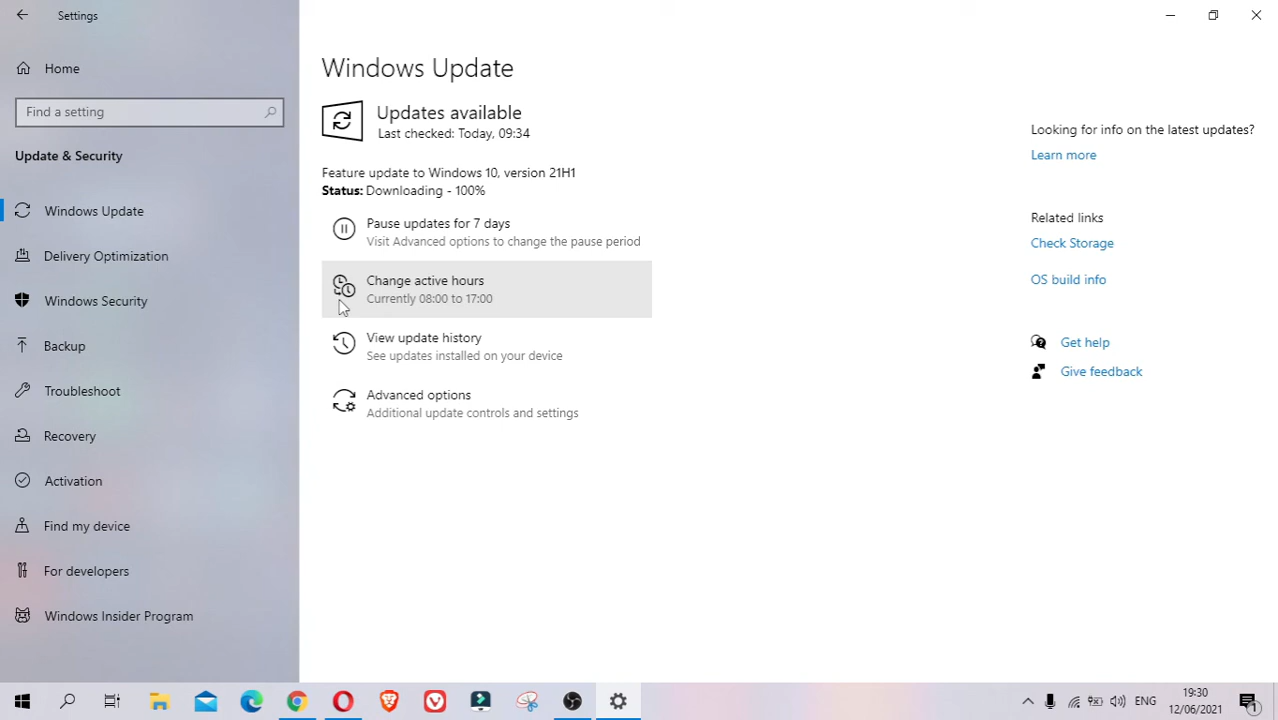 Settings
Home
Find a setting
Update & Security
Windows Update
Delivery Optimization
Windows Security
Backup
Troubleshoot
Recovery
Activation
Find my device
For developers
Windows Insider Program
Windows Update
Updates available
Last checked: Today, 09:34
Feature update to Windows 10, version 21H1
Status: Downloading - 100%
Pause updates for 7 days
Visit Advanced options to change the pause period
Change active hours
Currently 08:00 to 17:00
View update history
See updates installed on your device
Advanced options
Additional update controls and settings
Looking for info on the latest updates?
Learn more
Related links
Check Storage
OS build info
Get help
Give feedback
ENG
19:30
12/06/2021
1